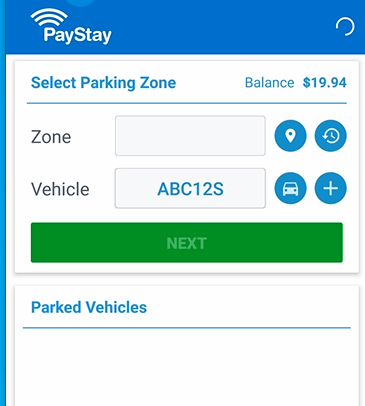 PayStay
Select Parking Zone Balance $19.94
Zone
Vehicle ABC12S
NEXT
Parked Vehicles